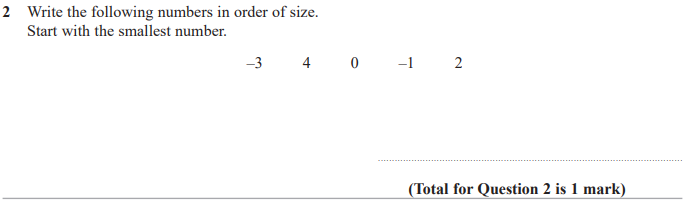 2 Write the following numbers in order of size.
Start with the smallest number.
–3 4 0 –1 2
(Total for Question 2 is 1 mark)